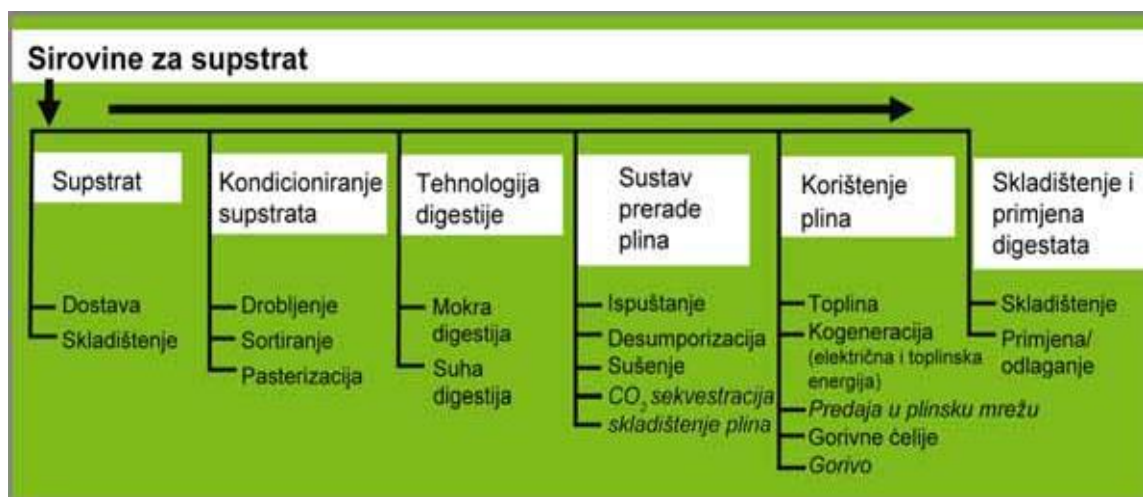 Sirovine za supstrat
Supstrat
Dostava
Skladištenje
Kondicioniranje
supstrata
Drobljenje
Sortiranje
Pasterizacija
Tehnologija
digestije
Mokra
digestija
Suha
digestija
Sustav
prerade
plina
Ispuštanje
Desumporizacija
Sušenje
CO₂ sekvestracija
skladištenje plina
Korištenje
plina
Toplina
Kogeneracija
(električna i toplinska
energija)
Predaja u plinsku mrežu
Gorivne ćelije
Gorivo
Skladištenje i
primjena
digestata
Skladištenje
Primjena/
odlaganje